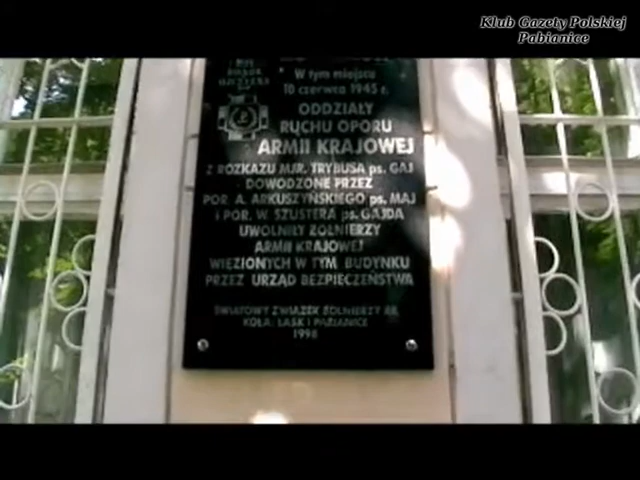 Klub Gazety Polskiej
Pabianice
W tym miejscu
10 czerwca 1945 r.
ODDZIAŁY
RUCHU OPORU
ARMII KRAJOWEJ
Z ROZKAZU MJR. TRYBUSA ps. GAJ
DOWODZONE PRZEZ
POR. A. ARKUSZYŃSKIEGO ps. MAJ
I POR. W. SZUSTERA ps. GAJDA
UWOLNIŁY ŻOŁNIERZY
ARMII KRAJOWEJ
WIĘZIONYCH W TYM BUDYNKU
PRZEZ URZĄD BEZPIECZEŃSTWA
ŚWIATOWY ZWIĄZEK ŻOŁNIERZY AK
KOŁA: ŁASK I PABIANICE
1998